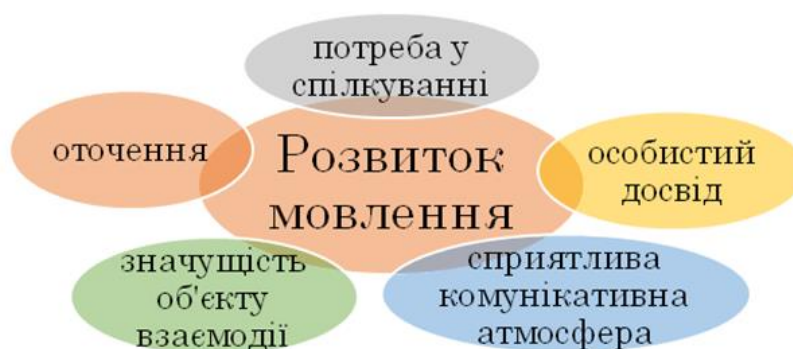 потреба у
спілкуванні
оточення
Розвиток
мовлення
особистий
досвід
значущість
об'єкту
взаємодії
сприятлива
комунікативна
атмосфера